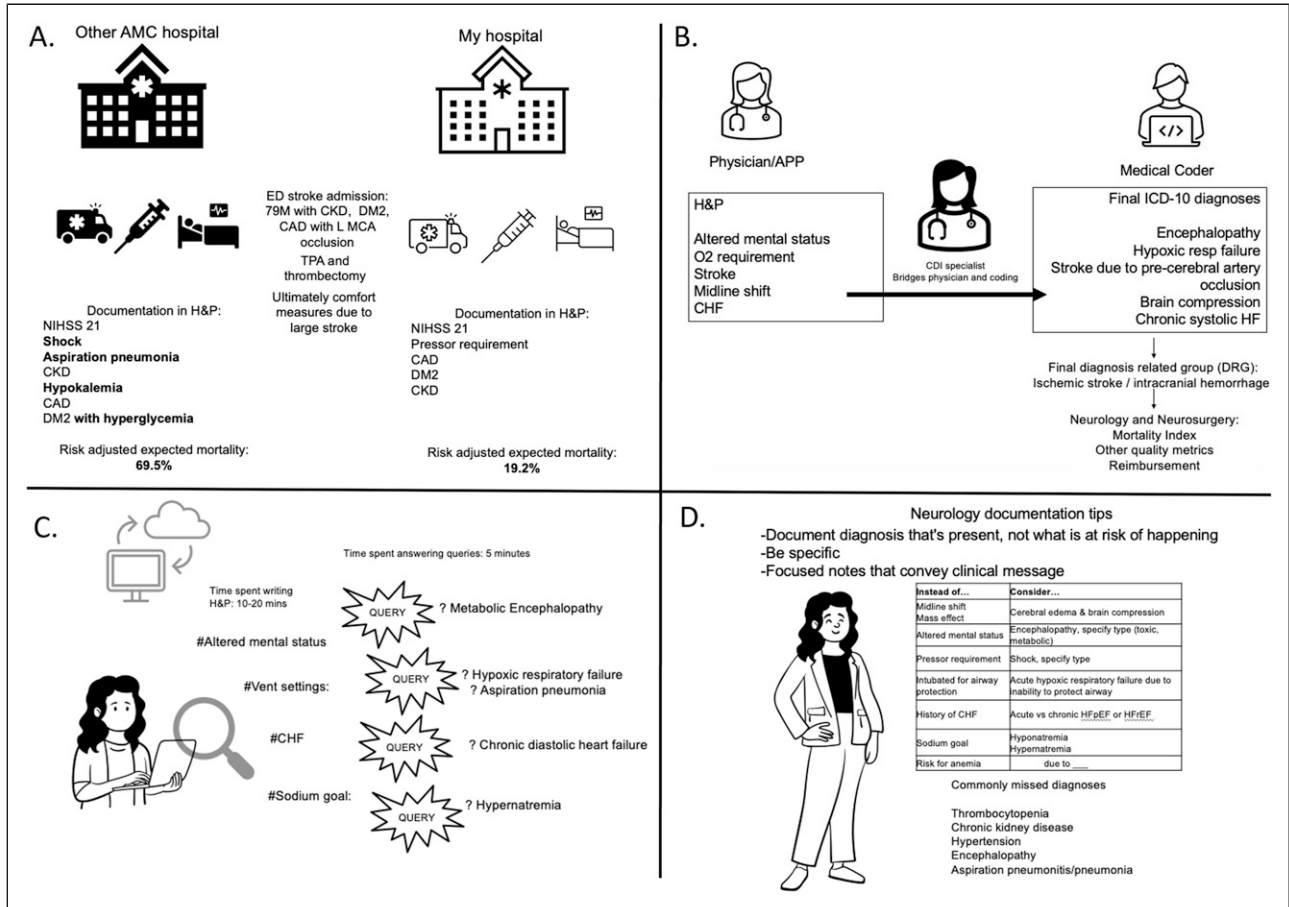 A.
Other AMC hospital
My hospital
ED stroke admission:
79M with CKD, DM2,
CAD with L MCA
occlusion
TPA and
thrombectomy
Ultimately comfort
measures due to
large stroke
Documentation in H&P:
NIHSS 21
Shock
Aspiration pneumonia
CKD
Hypokalemia
CAD
DM2 with hyperglycemia
Risk adjusted expected mortality:
69.5%
Documentation in H&P:
NIHSS 21
Pressor requirement
CAD
DM2
CKD
Risk adjusted expected mortality:
19.2%
B.
Physician/APP
H&P
Altered mental status
O2 requirement
Stroke
Midline shift
CHF
CDI specialist
Bridges physician and coding
</>
Medical Coder
Final ICD-10 diagnoses
Encephalopathy
Hypoxic resp failure
Stroke due to pre-cerebral artery
occlusion
Brain compression
Chronic systolic HF
Final diagnosis related group (DRG):
Ischemic stroke / intracranial hemorrhage
Neurology and Neurosurgery:
Mortality Index
Other quality metrics
Reimbursement
C.
Time spent answering queries: 5 minutes
Time spent writing
H&P: 10-20 mins
#Altered mental status
QUERY
? Metabolic Encephalopathy
#Vent settings:
QUERY
? Hypoxic respiratory failure
? Aspiration pneumonia
#CHF
QUERY
? Chronic diastolic heart failure
#Sodium goal:
QUERY
? Hypernatremia
D.
Neurology documentation tips
-Document diagnosis that's present, not what is at risk of happening
-Be specific
-Focused notes that convey clinical message
Instead of… Consider…
Midline shift
Mass effect
Cerebral edema & brain compression
Altered mental status
Encephalopathy, specify type (toxic,
metabolic)
Pressor requirement
Shock, specify type
Intubated for airway
protection
Acute hypoxic respiratory failure due to
inability to protect airway
History of CHF
Acute vs chronic HFpEF or HFrEF
Sodium goal
Hyponatremia
Hypernatremia
Risk for anemia
due to ___
Commonly missed diagnoses
Thrombocytopenia
Chronic kidney disease
Hypertension
Encephalopathy
Aspiration pneumonitis/pneumonia